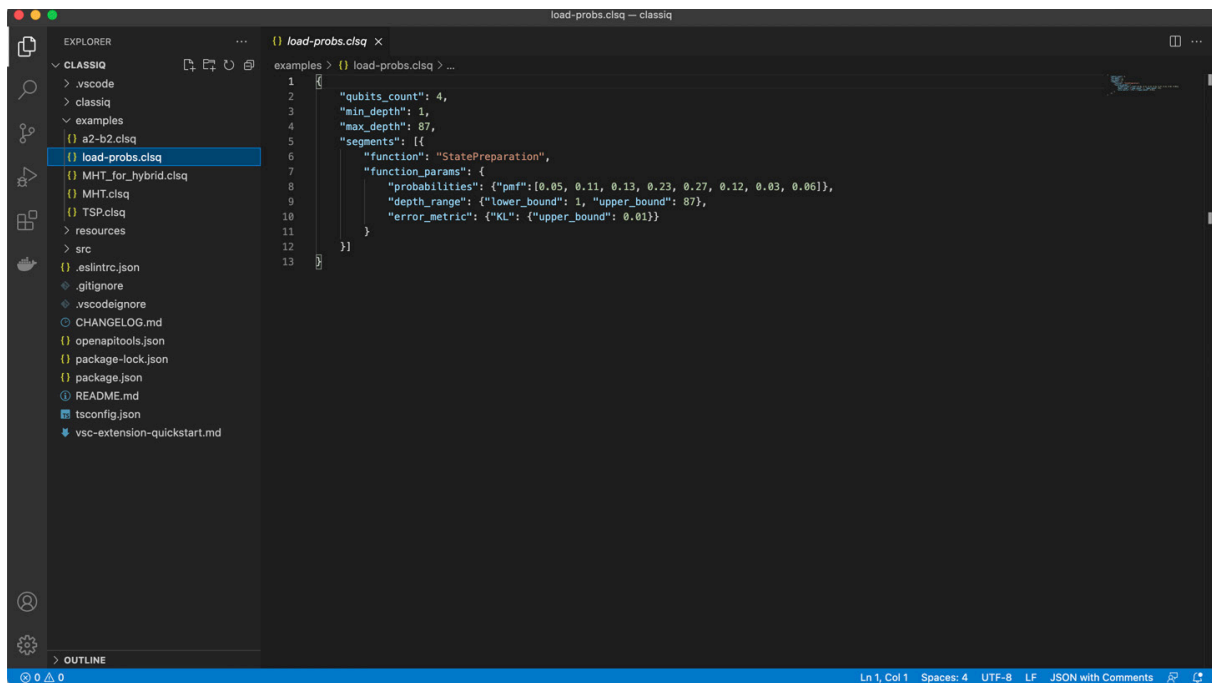 load-probs.clsq — classiq
EXPLORER
CLASSIQ
.vscode
classiq
examples
{} a2-b2.clsq
{} load-probs.clsq
{} MHT_for_hybrid.clsq
{} MHT.clsq
{} TSP.clsq
resources
src
{} .eslintrc.json
.gitignore
.vscodeignore
CHANGELOG.md
{} openapitools.json
{} package-lock.json
{} package.json
README.md
TS tsconfig.json
vsc-extension-quickstart.md
OUTLINE
{} load-probs.clsq ×
examples > {} load-probs.clsq > ...
1 {
2 "qubits_count": 4,
3 "min_depth": 1,
4 "max_depth": 87,
5 "segments": [{
6 "function": "StatePreparation",
7 "function_params": {
8 "probabilities": {"pmf":[0.05, 0.11, 0.13, 0.23, 0.27, 0.12, 0.03, 0.06]},
9 "depth_range": {"lower_bound": 1, "upper_bound": 87},
10 "error_metric": {"KL": {"upper_bound": 0.01}}
11 }
12 }]
13 }
0 0 Ln 1, Col 1 Spaces: 4 UTF-8 LF JSON with Comments